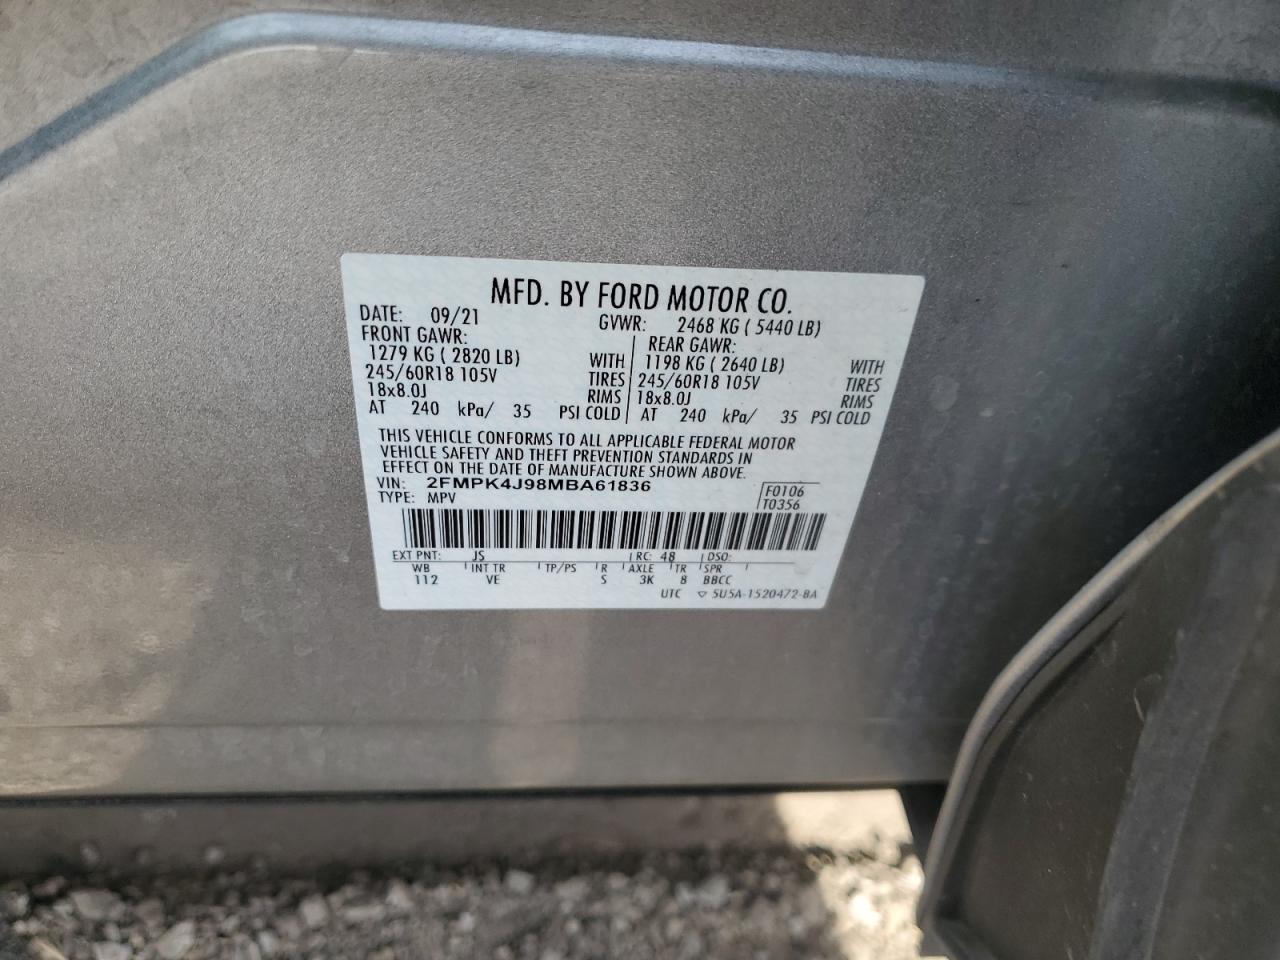 MFD. BY FORD MOTOR CO.
DATE: 09/21 GVWR: 2468 KG ( 5440 LB)
FRONT GAWR: REAR GAWR:
1279 KG ( 2820 LB) WITH 1198 KG ( 2640 LB) WITH
245/60R18 105V TIRES 245/60R18 105V TIRES
18x8.0J RIMS 18x8.0J RIMS
AT 240 kPa/ 35 PSI COLD AT 240 kPa/ 35 PSI COLD
THIS VEHICLE CONFORMS TO ALL APPLICABLE FEDERAL MOTOR
VEHICLE SAFETY AND THEFT PREVENTION STANDARDS IN
EFFECT ON THE DATE OF MANUFACTURE SHOWN ABOVE.
VIN: 2FMPK4J98MBA61836 F0106
TYPE: MPV T0356
EXT PNT: JS RC: 48 DSO:
WB INT TR TP/PS R AXLE TR SPR
112 VE S 3K 8 BBCC
UTC ▽ 5U5A-1520472-BA